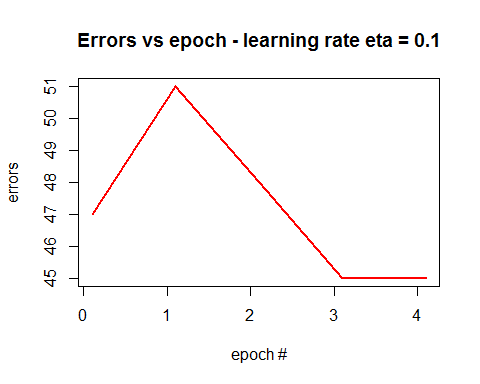 Errors vs epoch - learning rate eta = 0.1
51
50
49
48
47
46
45
errors
0 1 2 3 4
epoch #